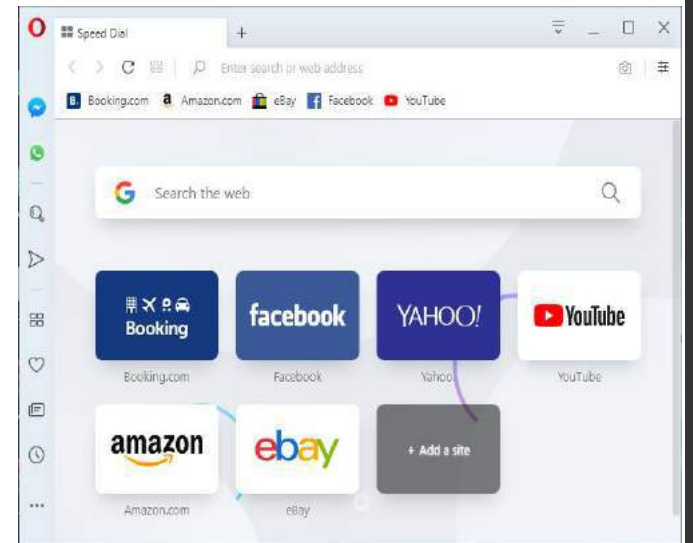 Speed Dial
Enter search or web address
Booking.com Amazon.com eBay Facebook YouTube
Search the web
Booking facebook YAHOO! YouTube
Booking.com Facebook Yahoo YouTube
amazon ebay + Add a site
Amazon.com eBay